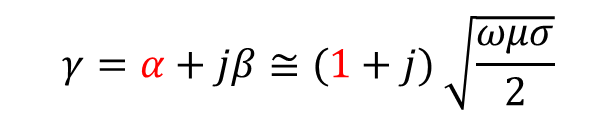 γ = α + jβ ≅ (1 + j) √(ωμσ/2)